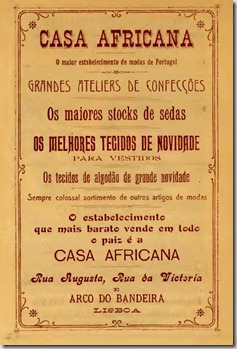 CASA AFRICANA
O maior estabelecimento de modas de Portugal
GRANDES ATELIERS DE CONFECÇÕES
Os maiores stocks de sedas
OS MELHORES TECIDOS DE NOVIDADE
PARA VESTIDOS
Os tecidos de algodão de grande novidade
Sempre colossal sortimento de outros artigos de modas
O estabelecimento
que mais barato vende em todo
o paiz é a
CASA AFRICANA
Rua Augusta, Rua da Victoria
E
ARCO DO BANDEIRA
LISBOA